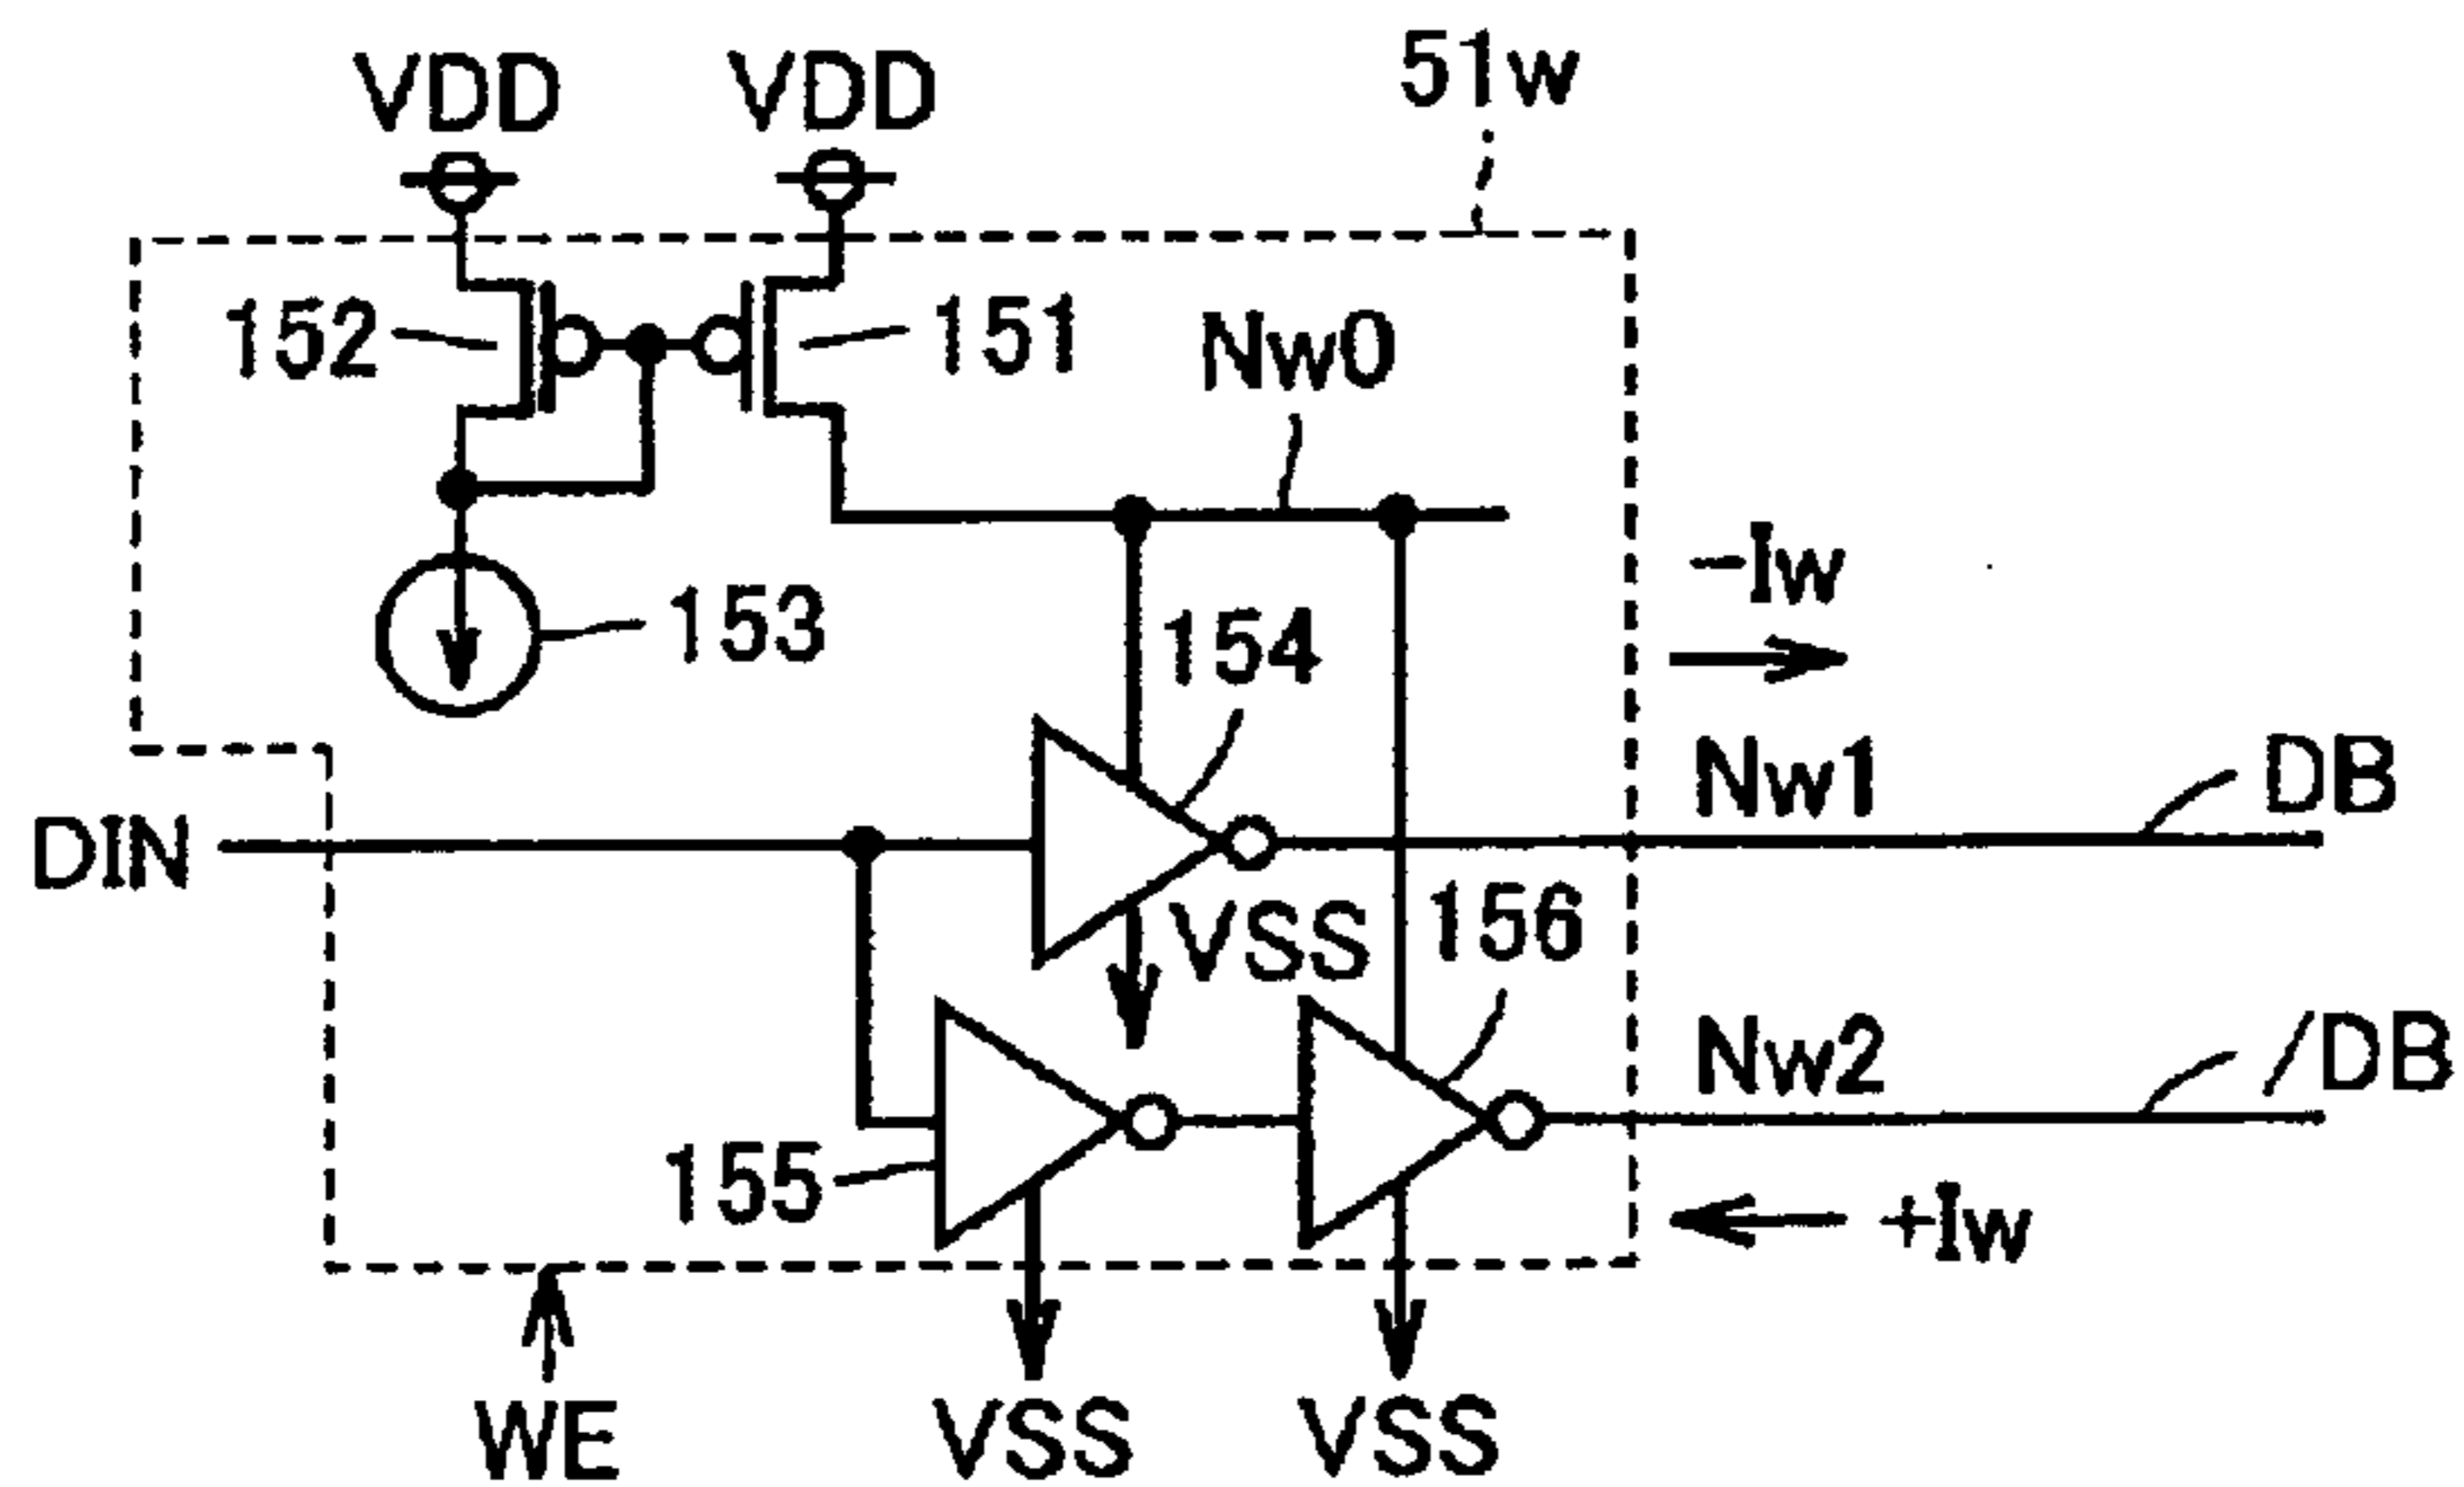 VDD
VDD
51w
152
151
Nw0
-Iw
153
154
Nw1
DB
DIN
VSS
156
Nw2
/DB
155
+Iw
WE
VSS
VSS